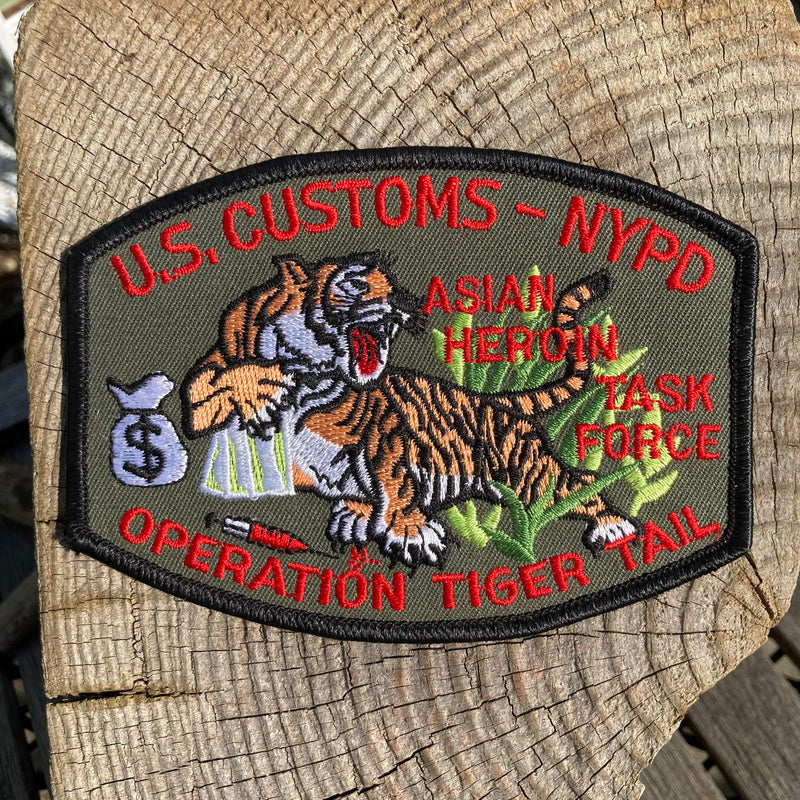 U.S. CUSTOMS - NYPD
ASIAN
HEROIN
TASK
FORCE
$
OPERATION TIGER TAIL